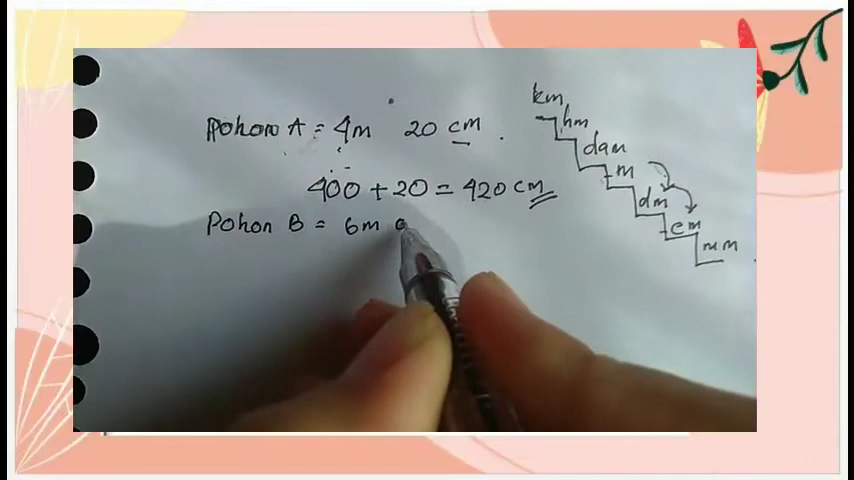 Pohon A = 4m 20 cm.
400 + 20 = 420 cm
Pohon B = 6m
km
hm
dam
m
dm
cm
mm